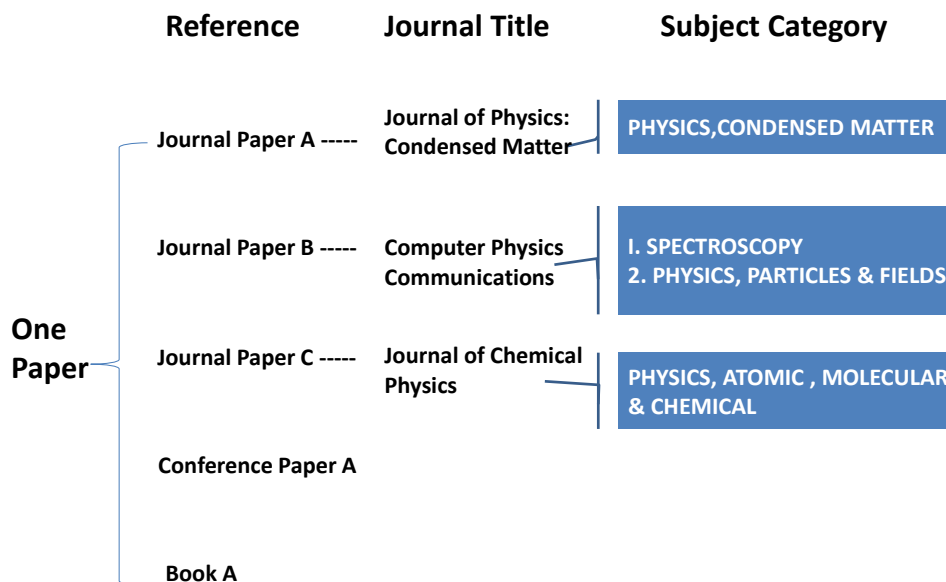 Reference Journal Title Subject Category
Journal Paper A -----
Journal of Physics:
Condensed Matter
PHYSICS,CONDENSED MATTER
Journal Paper B -----
Computer Physics
Communications
I. SPECTROSCOPY
2. PHYSICS, PARTICLES & FIELDS
One
Paper
Journal Paper C -----
Journal of Chemical
Physics
PHYSICS, ATOMIC , MOLECULAR
& CHEMICAL
Conference Paper A
Book A